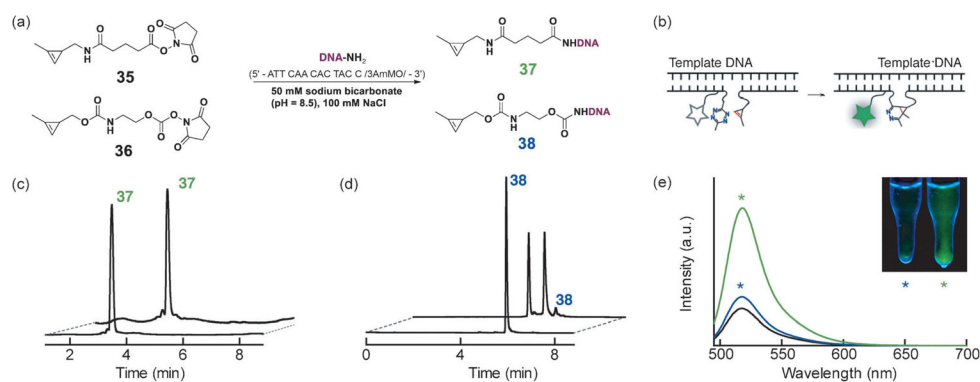 (a)
O
N
H
O
O
O
N
O
O
35
DNA-NH2
(5' - ATT CAA CAC TAC C /3AmMO/ - 3')
50 mM sodium bicarbonate
(pH = 8.5), 100 mM NaCl
N
H
O
O
NHDNA
37
O
O
H
N
O
O
O
O
N
O
O
36
O
O
H
N
O
O
NHDNA
38
(b)
Template DNA
Template·DNA
(c)
37
37
2
4
6
8
Time (min)
(d)
38
38
0
4
8
Time (min)
(e)
Intensity (a.u.)
*
*
*
*
500
550
600
650
700
Wavelength (nm)